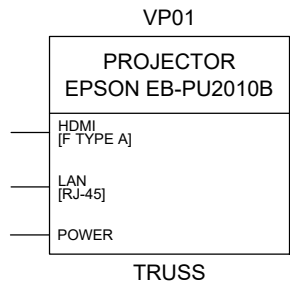 VP01
PROJECTOR
EPSON EB-PU2010B
HDMI
[F TYPE A]
LAN
[RJ-45]
POWER
TRUSS